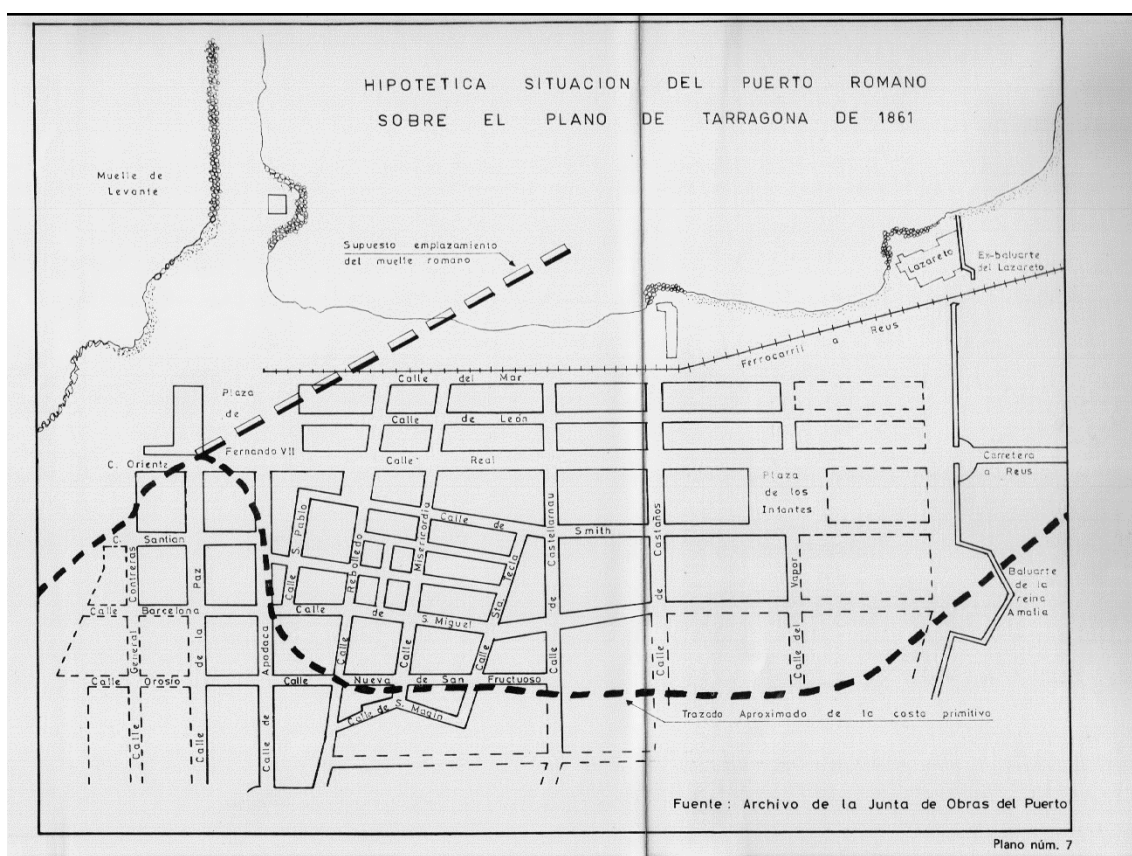 HIPOTETICA SITUACION DEL PUERTO ROMANO
SOBRE EL PLANO DE TARRAGONA DE 1861
Muelle de
Levante
Supuesto emplazamiento
del muelle romano
Lazareto
Ex-baluarte
del Lazareto
Ferrocarril a Reus
Calle del Mar
Plaza
de
Fernando VII
Calle de León
C. Oriente
Calle Real
Carretera
a Reus
Plaza
de los
Infantes
Calle de Smith
C. Santian
Calle S. Pablo
Calle Reboltedo
Calle Misericordia
Calle Sta. Tecla
Calle de Castellarnau
Calle de Castaños
Calle del Vapor
Baluarte
de la
reina
Amalia
Calle General Contreras
Calle de la Paz
Calle de Apodaca
Calle Barcelona
Calle de S. Miguel
Calle Orosio
Calle Nueva de San Fructuoso
Calle de S. Magin
Trazado Aproximado de la costa primitivo
Fuente: Archivo de la Junta de Obras del Puerto
Plano núm. 7